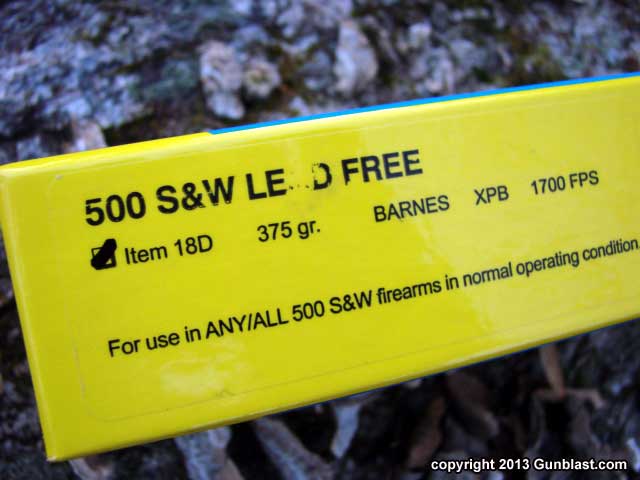 500 S&W LE D FREE
Item 18D 375 gr. BARNES XPB 1700 FPS
For use in ANY/ALL 500 S&W firearms in normal operating condition.
copyright 2013 Gunblast.com